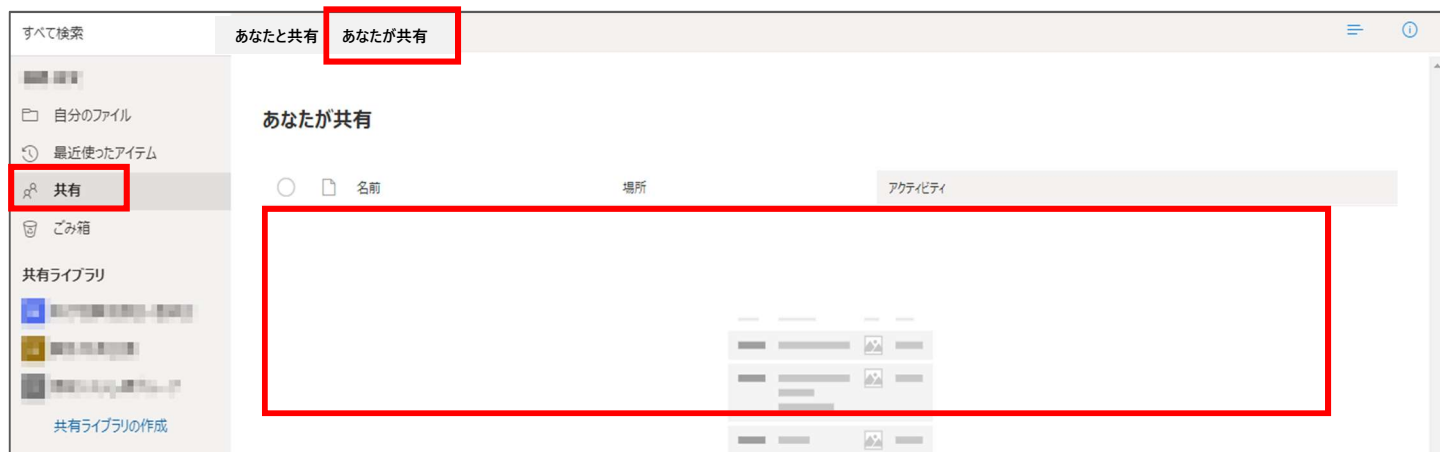 すべて検索
あなたと共有 あなたが共有
自分のファイル
最近使ったアイテム
共有
ごみ箱
共有ライブラリ
共有ライブラリの作成
あなたが共有
名前 場所 アクティビティ